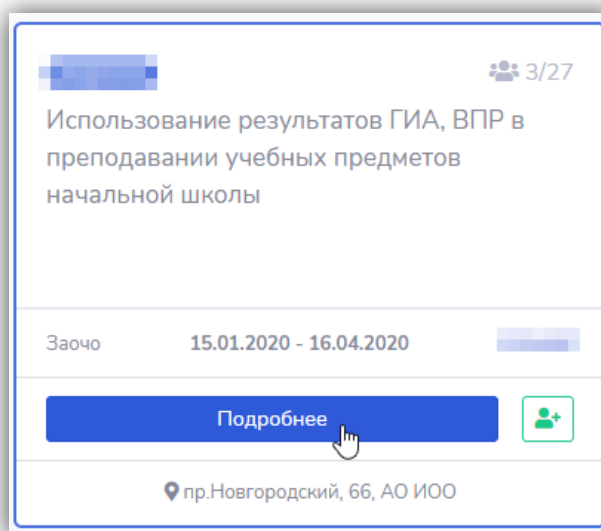 3/27
Использование результатов ГИА, ВПР в
преподавании учебных предметов
начальной школы
Заочо 15.01.2020 - 16.04.2020
Подробнее
пр.Новгородский, 66, АО ИОО